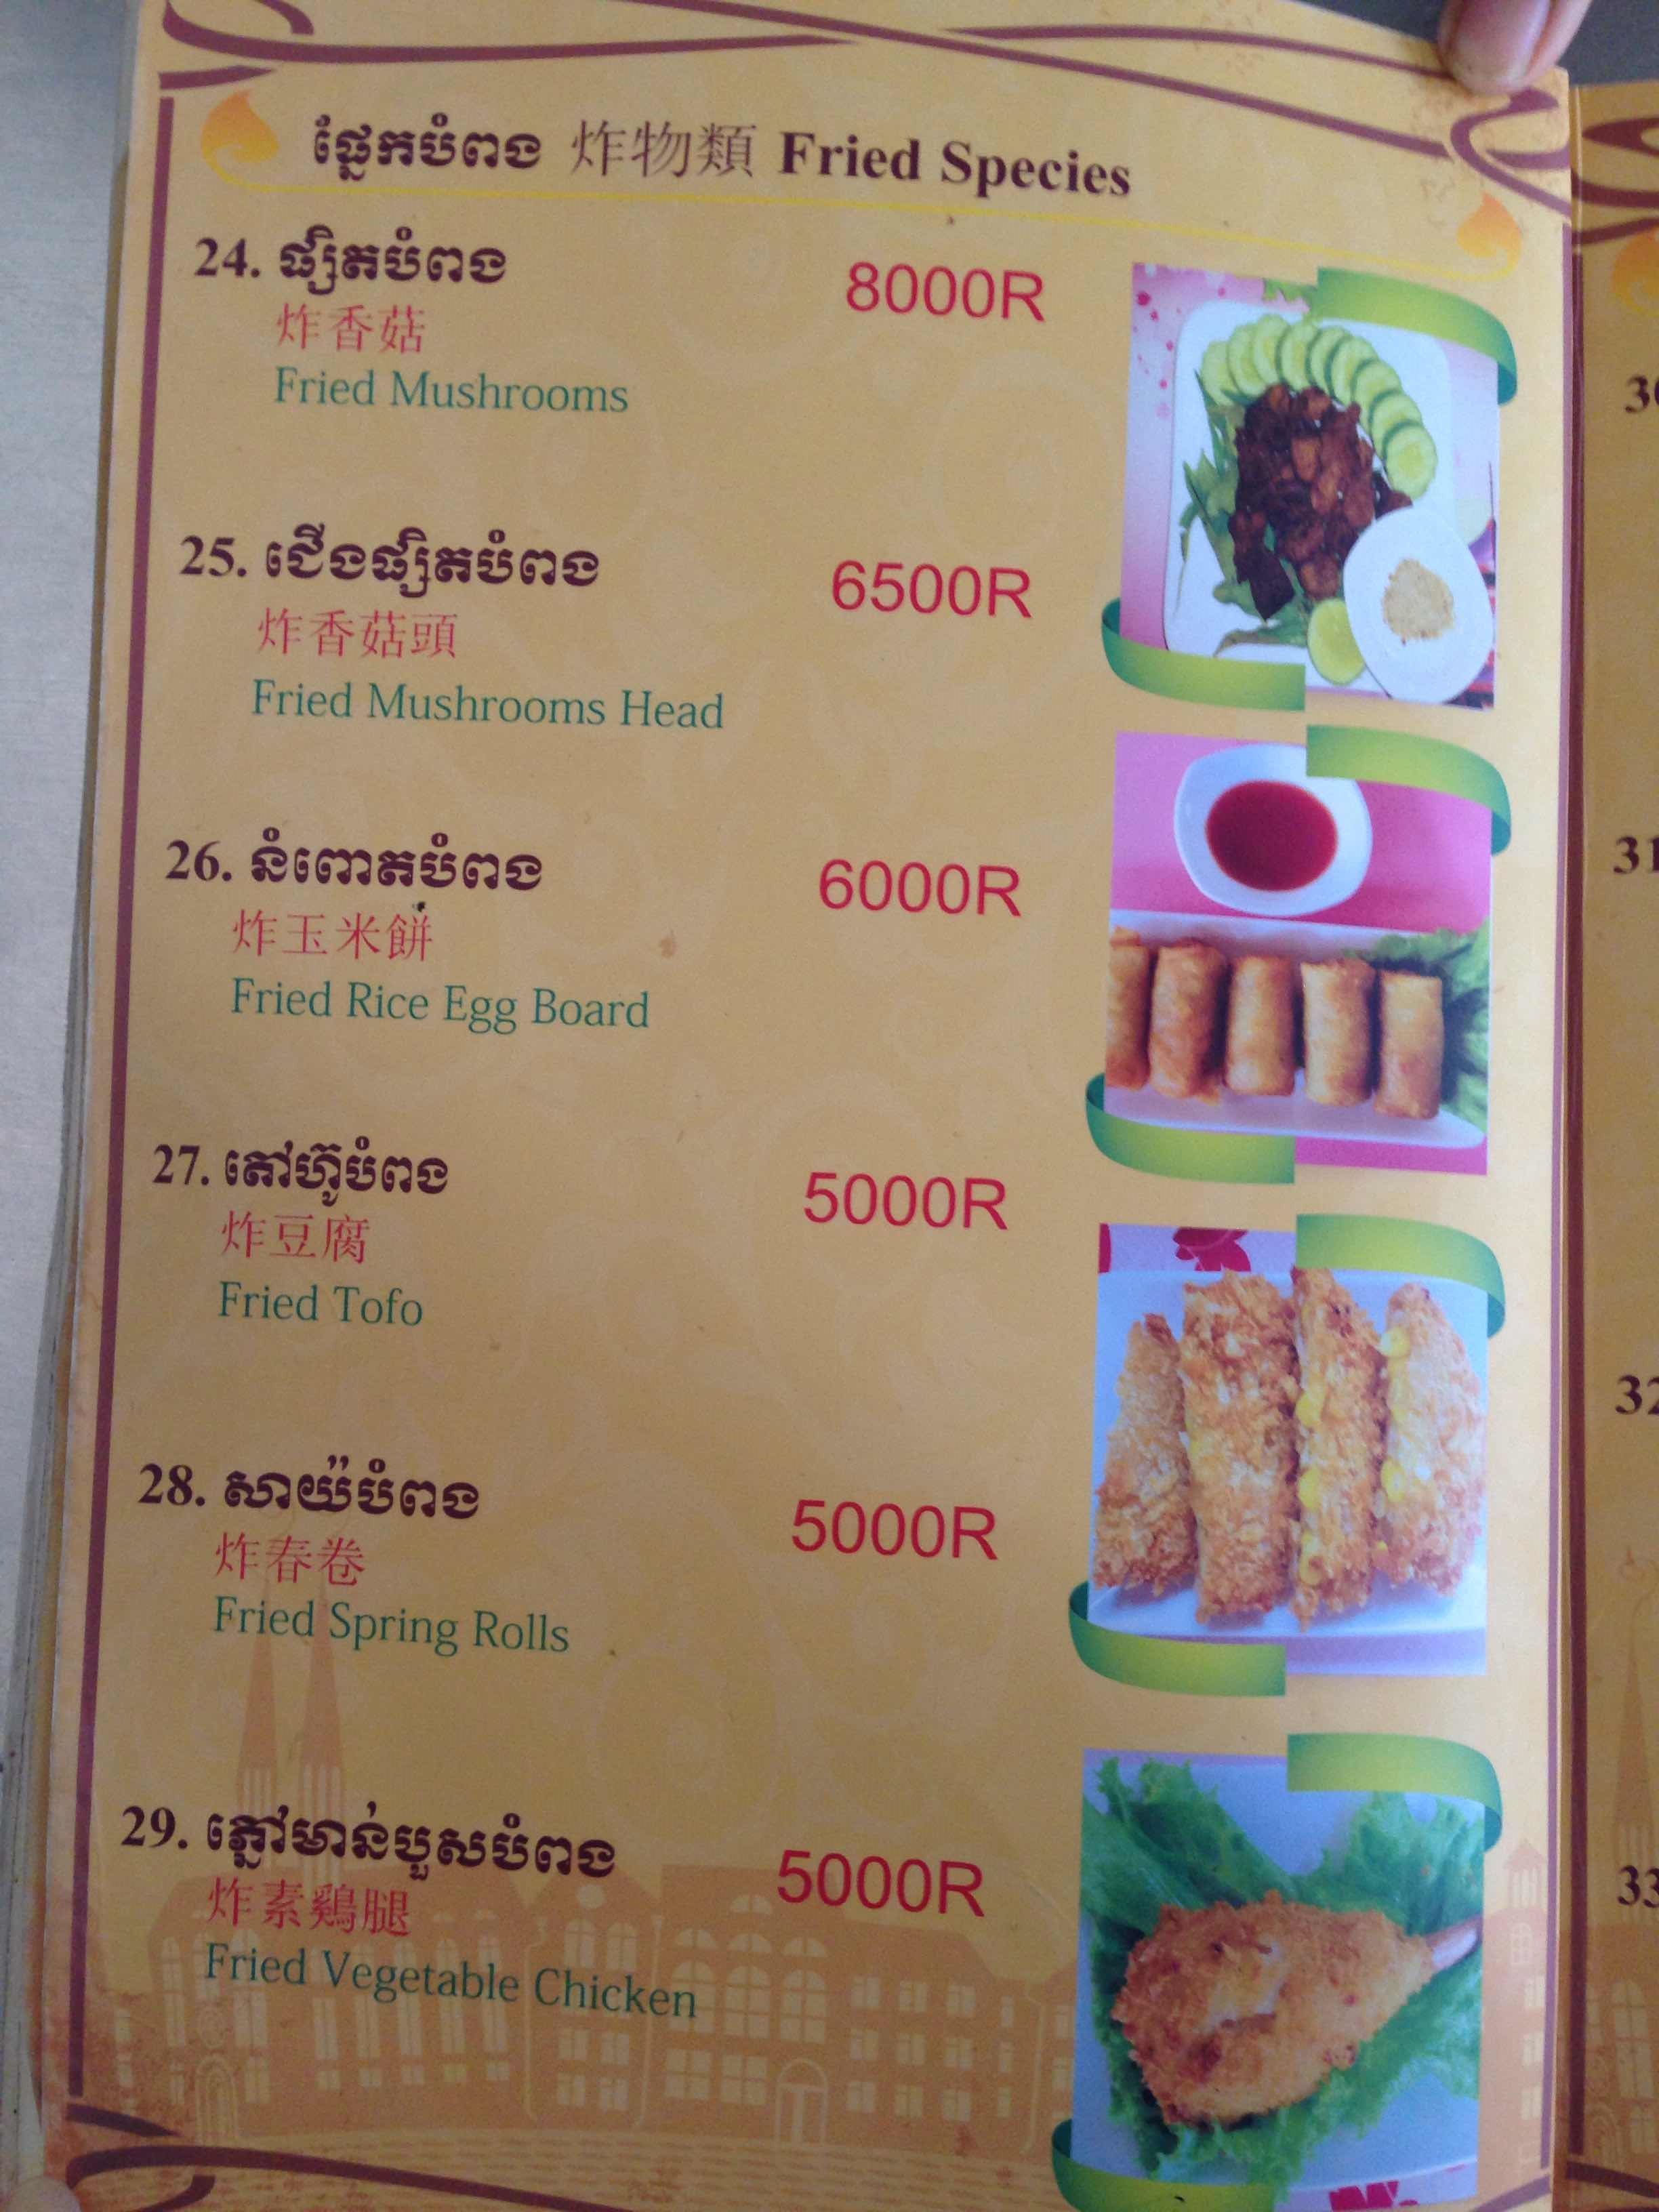 ផ្នែកបំពង 炸物類 Fried Species
24. ផ្សិតបំពង 8000R
炸香菇
Fried Mushrooms
25. ជើងផ្សិតបំពង 6500R
炸香菇頭
Fried Mushrooms Head
26. នំពោតបំពង 6000R
炸玉米餅
Fried Rice Egg Board
27. តៅហ៊ូបំពង 5000R
炸豆腐
Fried Tofo
28. សាយ៉បំពង 5000R
炸春卷
Fried Spring Rolls
29. ភ្លៅមាន់បួសបំពង 5000R
炸素鷄腿
Fried Vegetable Chicken
31
32
33